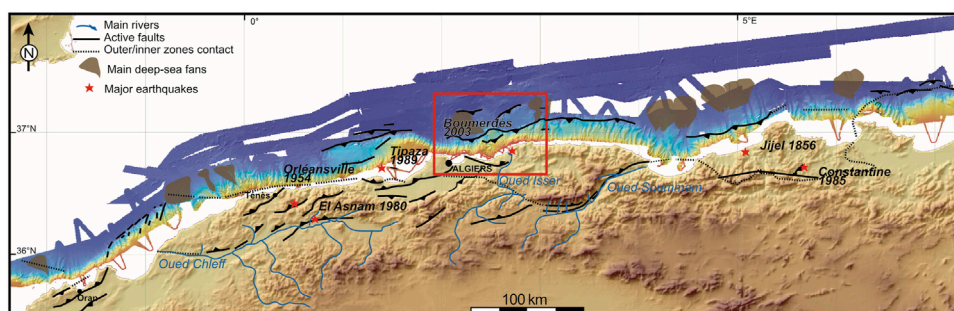 0°
5°E
N
Main rivers
Active faults
Outer/inner zones contact
Main deep-sea fans
Major earthquakes
37°N
36°N
Boumerdes
2003
Tipaza
1989
Orléansville
1954
ALGIERS
Jijel 1856
Constantine
1985
Oued Isser
Oued Soummam
Ténès
El Asnam 1980
Oued Chleff
Oran
100 km